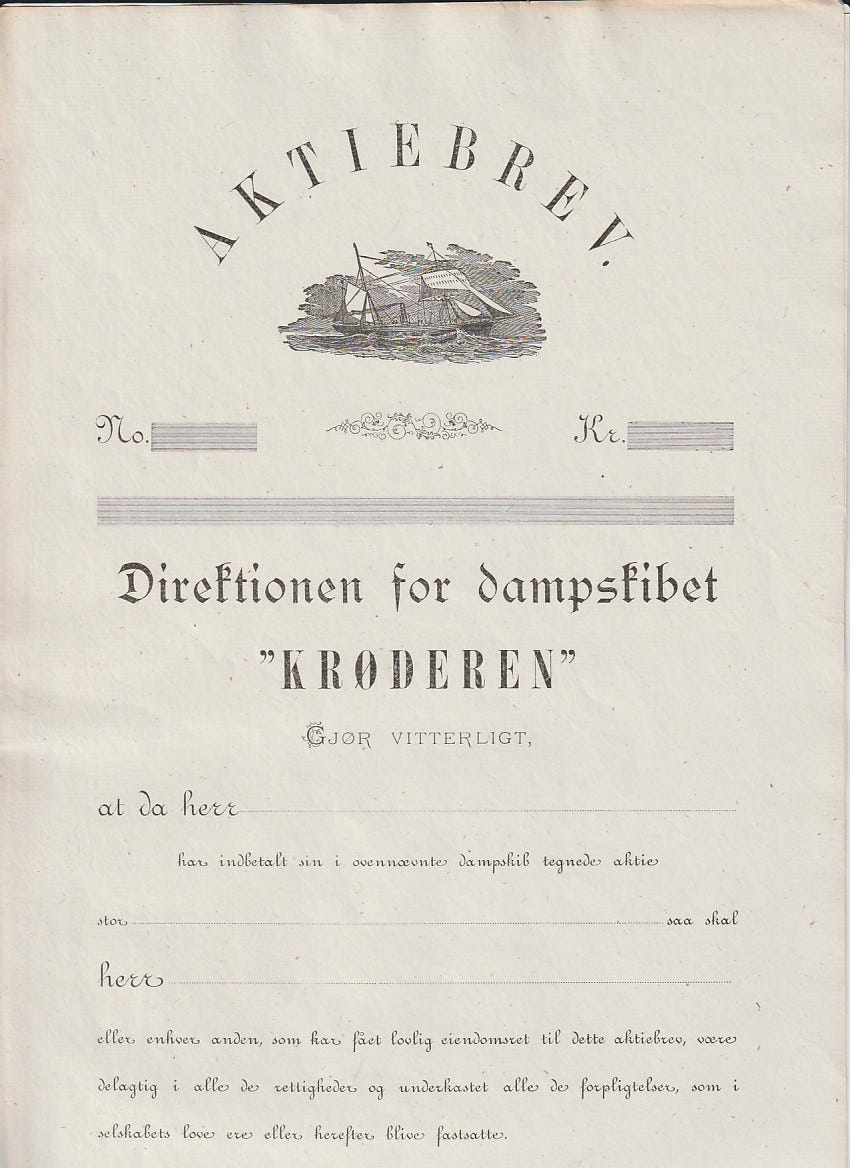 AKTIEBREV.
No. Kr.
Direktionen for dampskibet
"KRØDEREN"
GJØR VITTERLIGT,
at da herr
har indbetalt sin i ovennævnte dampskib tegnede aktie
stor saa skal
herr
eller enhver anden, som har fået lovlig eiendomsret til dette aktiebrev, være
delagtig i alle de rettigheder og underkastet alle de forpligtelser, som i
selskabets love ere eller herefter blive fastsatte.